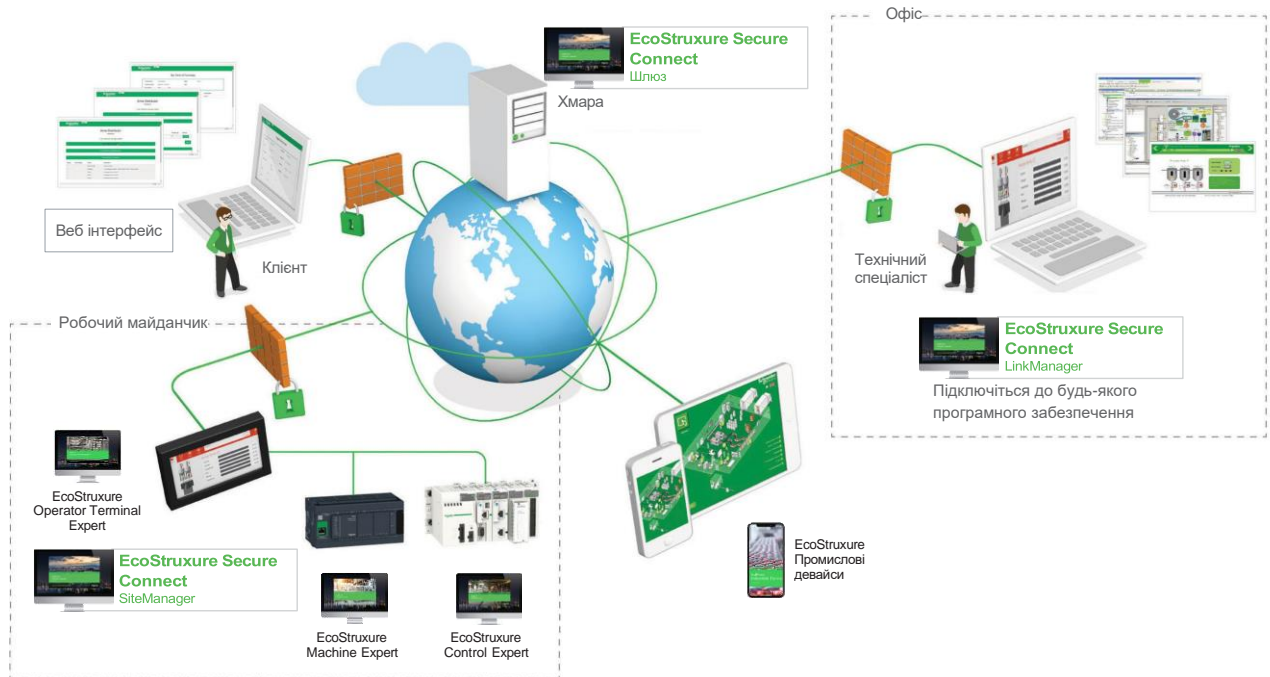 Офіс
EcoStruxure Secure
Connect
Шлюз
Хмара
Веб інтерфейс
Клієнт
Технічний
спеціаліст
Робочий майданчик
EcoStruxure Secure
Connect
LinkManager
Підключіться до будь-якого
програмного забезпечення
EcoStruxure
Operator Terminal
Expert
EcoStruxure Secure
Connect
SiteManager
EcoStruxure
Machine Expert
EcoStruxure
Control Expert
EcoStruxure
Промислові
девайси